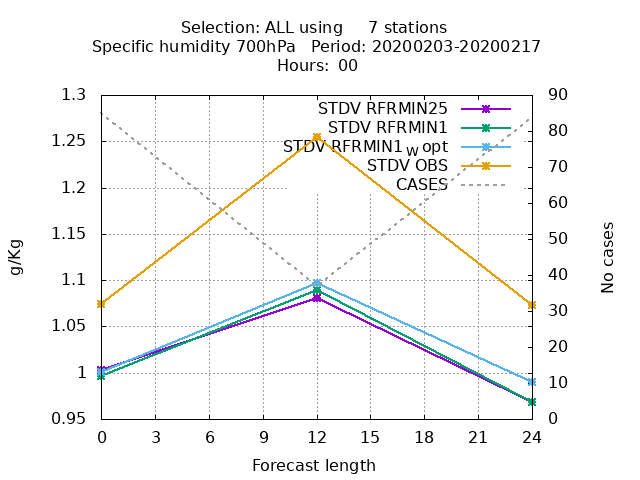 Selection: ALL using 7 stations
Specific humidity 700hPa Period: 20200203-20200217
Hours: 00
1.3
1.25
1.2
1.15
1.1
1.05
1
0.95
g/Kg
STDV RFRMIN25
STDV RFRMIN1
STDV RFRMIN1 w opt
STDV OBS
CASES
90
80
70
60
50
40
30
20
10
0
No cases
0 3 6 9 12 15 18 21 24
Forecast length